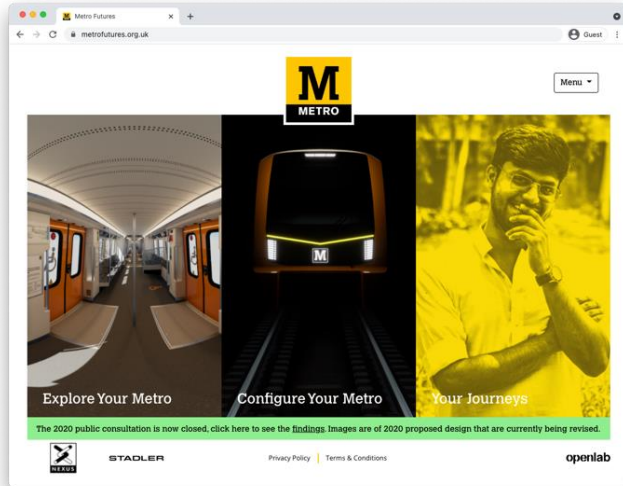 Metro Futures
metrofutures.org.uk
Guest
M
METRO
Menu
M
Explore Your Metro
Configure Your Metro
Your Journeys
The 2020 public consultation is now closed, click here to see the findings. Images are of 2020 proposed design that are currently being revised.
NEXUS
STADLER
Privacy Policy
Terms & Conditions
openlab